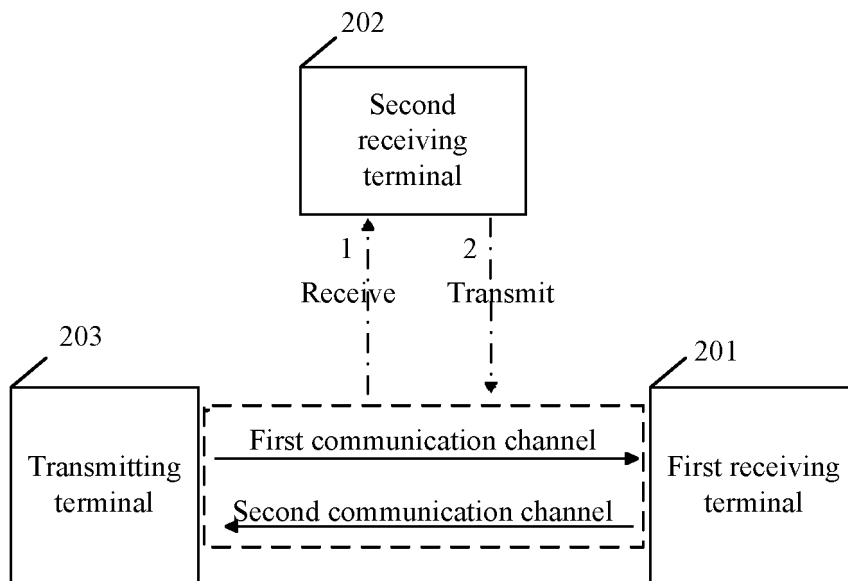 202
Second
receiving
terminal
1
2
Receive
Transmit
203
201
First communication channel
Transmitting
terminal
First receiving
terminal
Second communication channel